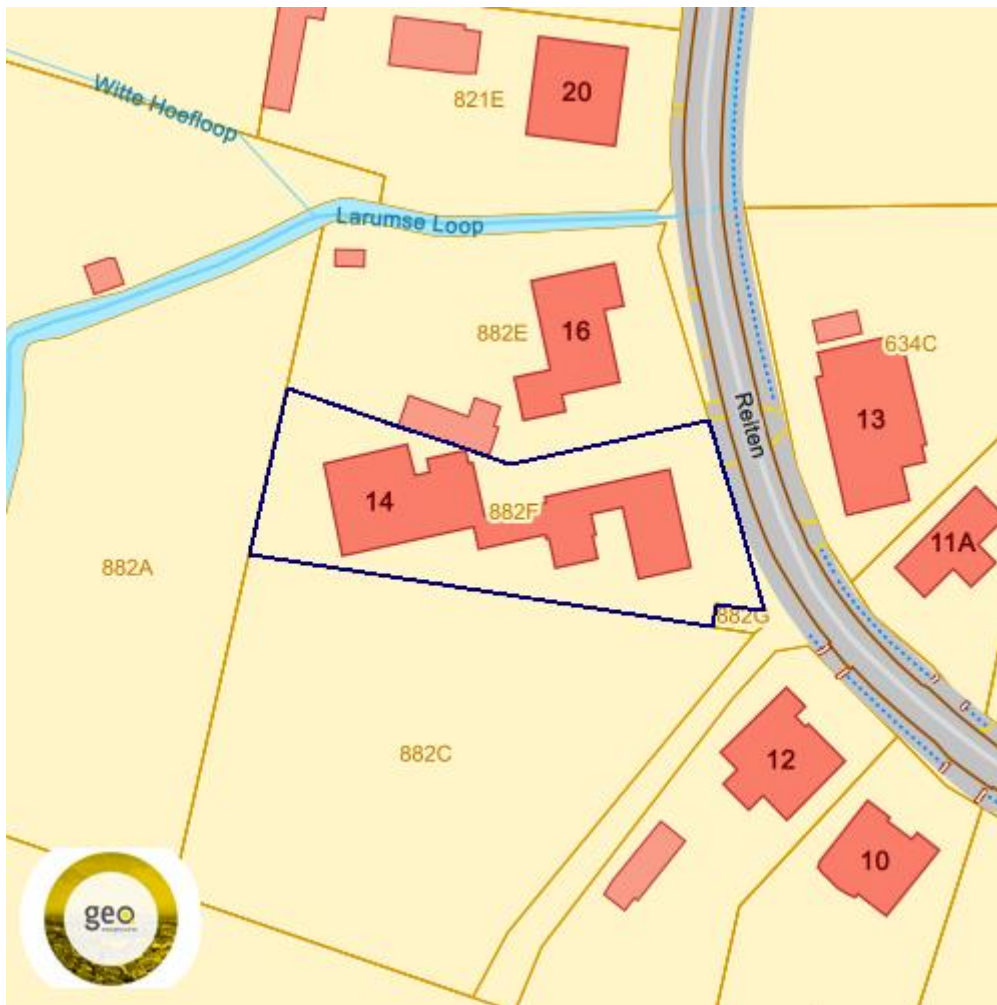 20
821E
Witte Hoefloop
Larumse Loop
882E
16
634C
13
Reiten
14
882F
11A
882A
882G
882C
12
10
geo